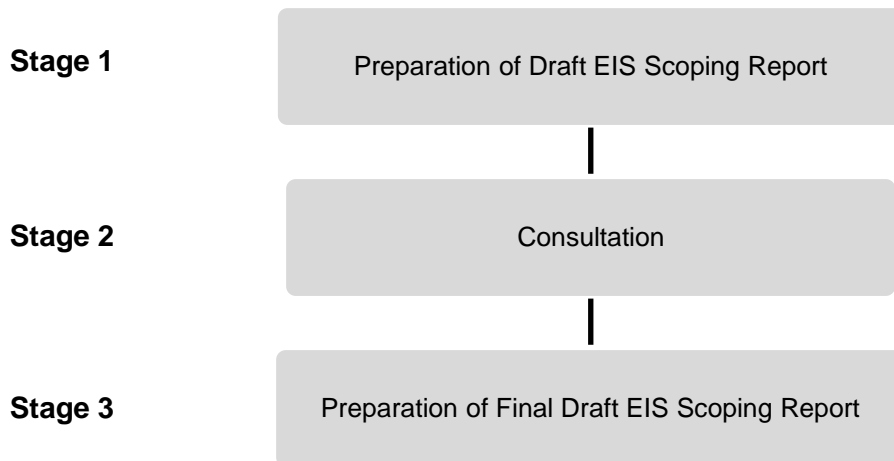 Stage 1
Preparation of Draft EIS Scoping Report
Stage 2
Consultation
Stage 3
Preparation of Final Draft EIS Scoping Report